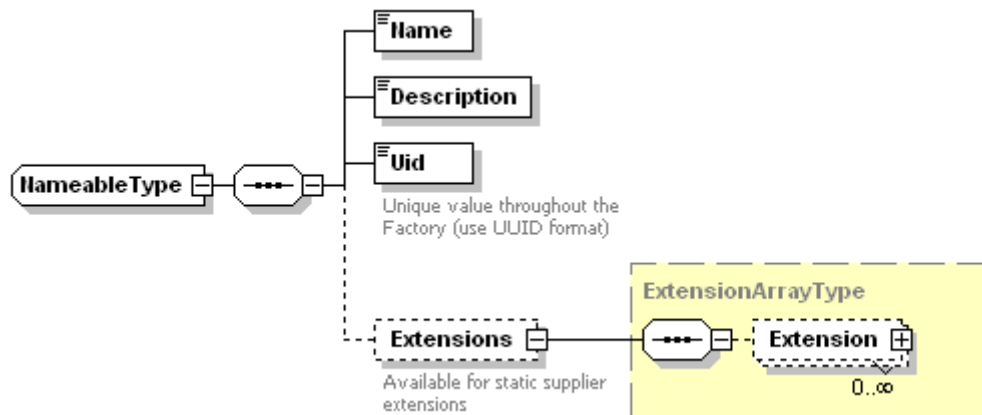 Name
Description
Uid
NameableType
Unique value throughout the
Factory (use UUID format)
ExtensionArrayType
Extensions
Extension
Available for static supplier
extensions
0..∞